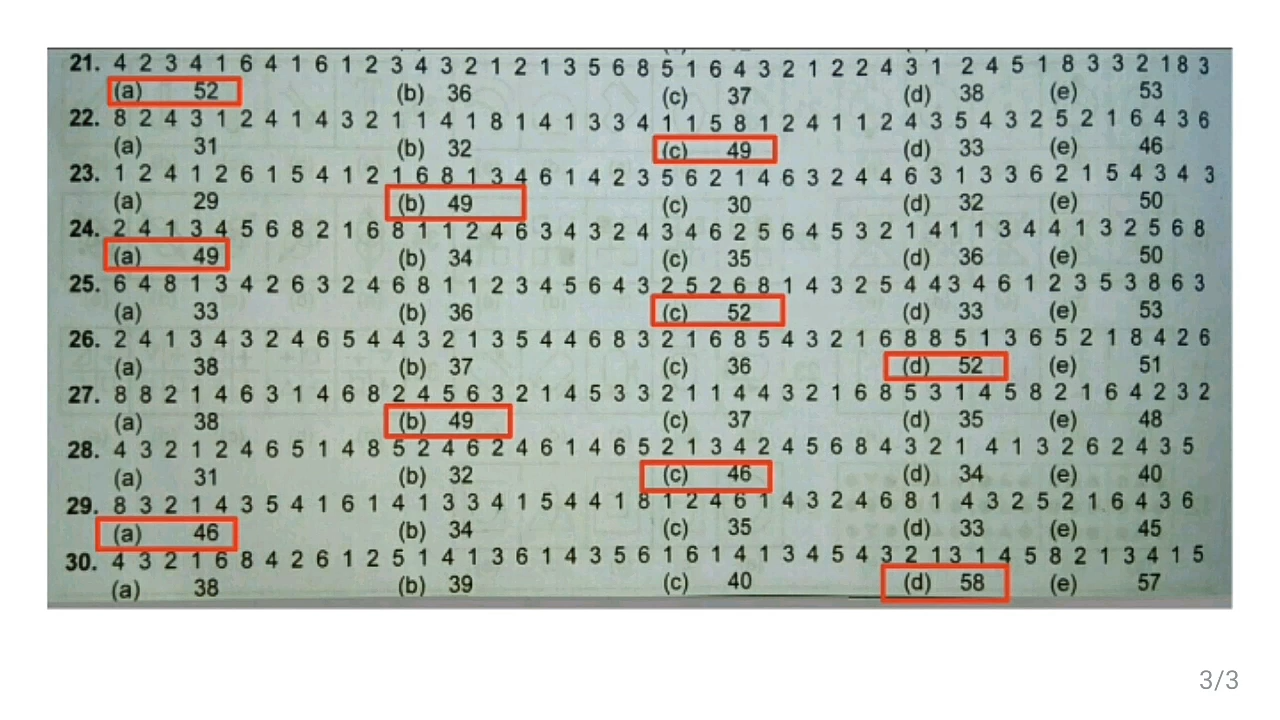 21. 4 2 3 4 1 6 4 1 6 1 2 3 4 3 2 1 2 1 3 5 6 8 5 1 6 4 3 2 1 2 2 4 3 1 2 4 5 1 8 3 3 2 1 8 3
(a) 52 (b) 36 (c) 37 (d) 38 (e) 53
22. 8 2 4 3 1 2 4 1 4 3 2 1 1 4 1 8 1 4 1 3 3 4 1 1 5 8 1 2 4 1 1 2 4 3 5 4 3 2 5 2 1 6 4 3 6
(a) 31 (b) 32 (c) 49 (d) 33 (e) 46
23. 1 2 4 1 2 6 1 5 4 1 2 1 6 8 1 3 4 6 1 4 2 3 5 6 2 1 4 6 3 2 4 4 6 3 1 3 3 6 2 1 5 4 3 4 3
(a) 29 (b) 49 (c) 30 (d) 32 (e) 50
24. 2 4 1 3 4 5 6 8 2 1 6 8 1 1 2 4 6 3 4 3 2 4 3 4 6 2 5 6 4 5 3 2 1 4 1 1 3 4 4 1 3 2 5 6 8
(a) 49 (b) 34 (c) 35 (d) 36 (e) 50
25. 6 4 8 1 3 4 2 6 3 2 4 6 8 1 1 2 3 4 5 6 4 3 2 5 2 6 8 1 4 3 2 5 4 4 3 4 6 1 2 3 5 3 8 6 3
(a) 33 (b) 36 (c) 52 (d) 33 (e) 53
26. 2 4 1 3 4 3 2 4 6 5 4 4 3 2 1 3 5 4 4 6 8 3 2 1 6 8 5 4 3 2 1 6 8 8 5 1 3 6 5 2 1 8 4 2 6
(a) 38 (b) 37 (c) 36 (d) 52 (e) 51
27. 8 8 2 1 4 6 3 1 4 6 8 2 4 5 6 3 2 1 4 5 3 3 2 1 1 4 4 3 2 1 6 8 5 3 1 4 5 8 2 1 6 4 2 3 2
(a) 38 (b) 49 (c) 37 (d) 35 (e) 48
28. 4 3 2 1 2 4 6 5 1 4 8 5 2 4 6 2 4 6 1 4 6 5 2 1 3 4 2 4 5 6 8 4 3 2 1 4 1 3 2 6 2 4 3 5
(a) 31 (b) 32 (c) 46 (d) 34 (e) 40
29. 8 3 2 1 4 3 5 4 1 6 1 4 1 3 3 4 1 5 4 4 1 8 1 2 4 6 1 4 3 2 4 6 8 1 4 3 2 5 2 1 6 4 3 6
(a) 46 (b) 34 (c) 35 (d) 33 (e) 45
30. 4 3 2 1 6 8 4 2 6 1 2 5 1 4 1 3 6 1 4 3 5 6 1 6 1 4 1 3 4 5 4 3 2 1 3 1 4 5 8 2 1 3 4 1 5
(a) 38 (b) 39 (c) 40 (d) 58 (e) 57
3/3